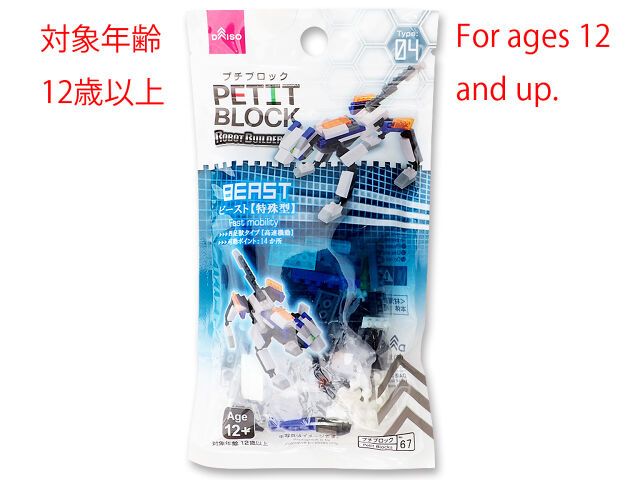 対象年齢
12歳以上
For ages 12
and up.
DAISO
Type:
04
プチブロック
PETIT
BLOCK
ROBOT BUILDER
BEAST
ビースト【特殊型】
Fast mobility
Age
12+
対象年齢 12歳以上
プチブロック
Petit Blocks
67